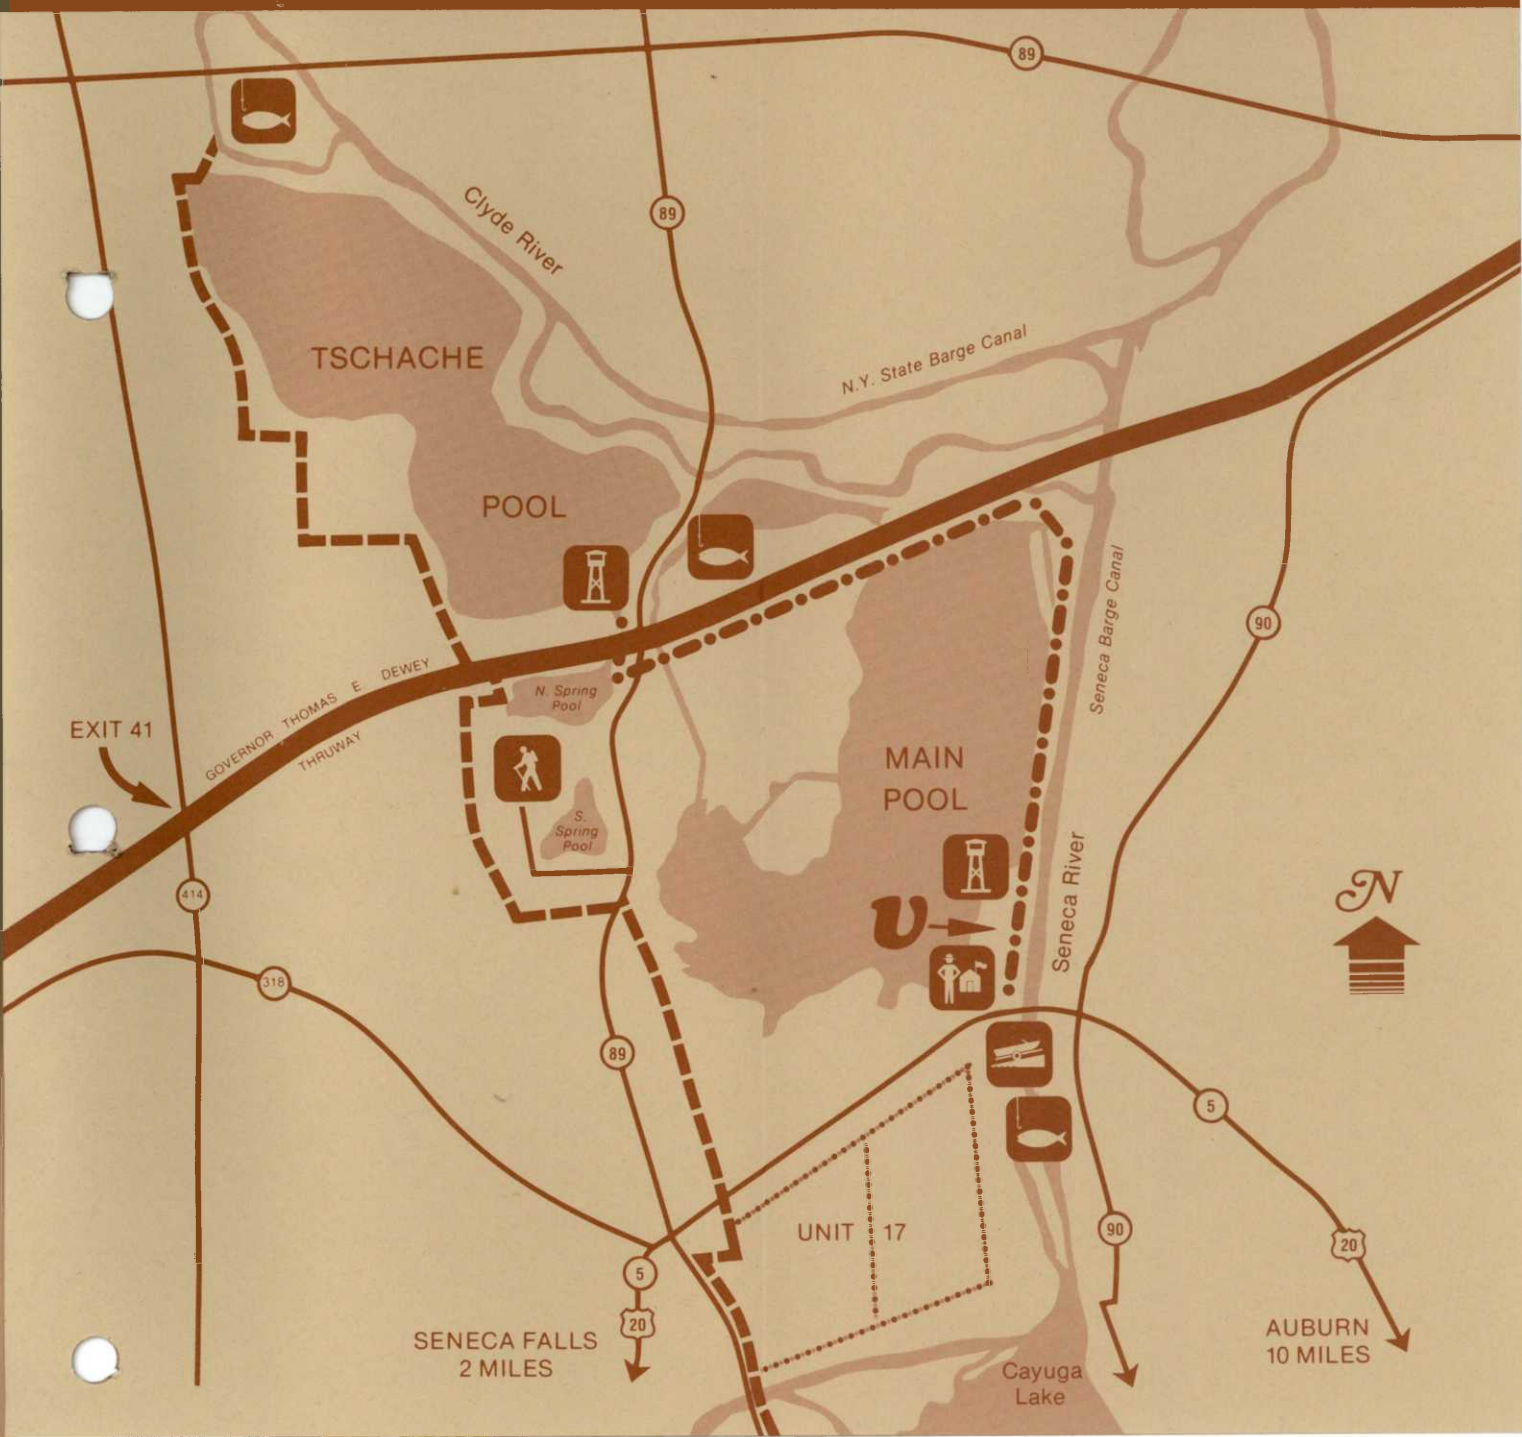 89
89
Clyde River
N.Y. State Barge Canal
TSCHACHE
POOL
Seneca Barge Canal
90
GOVERNOR THOMAS E DEWEY
THRUWAY
EXIT 41
N. Spring
Pool
S.
Spring
Pool
MAIN
POOL
Seneca River
υ
N
414
318
89
5
UNIT 17
90
20
5
20
SENECA FALLS
2 MILES
AUBURN
10 MILES
Cayuga
Lake